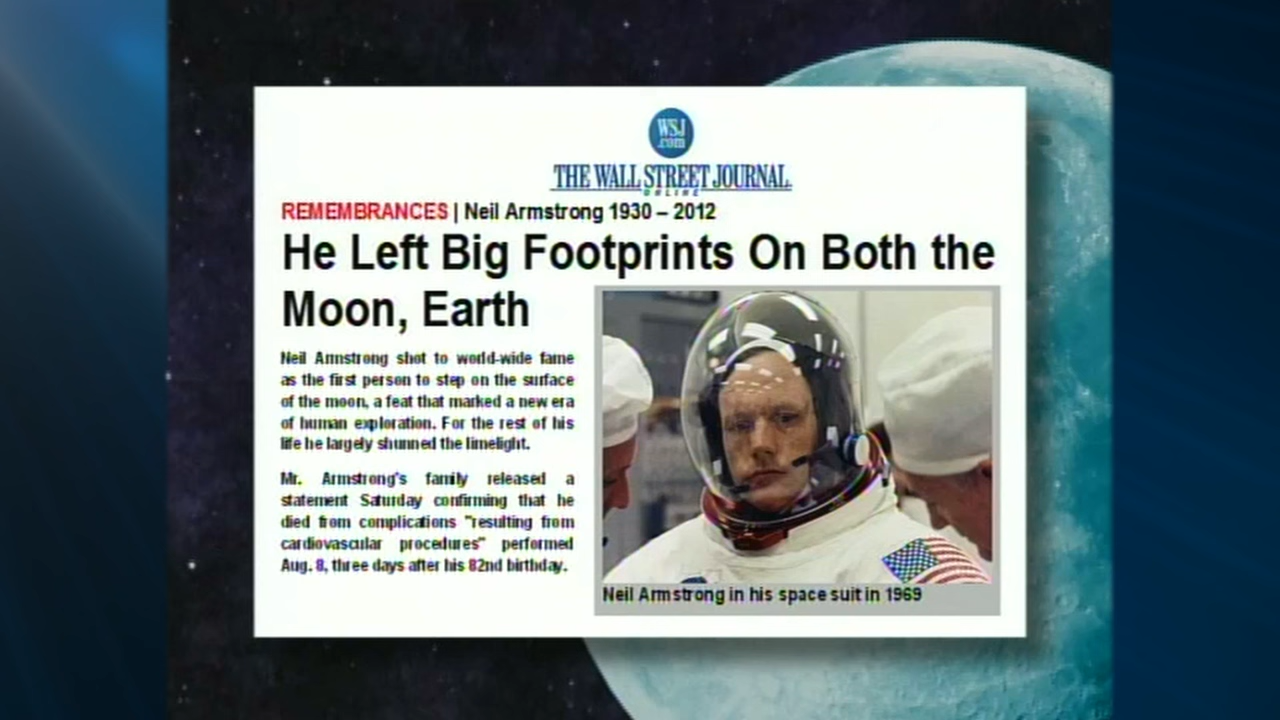 WSJ
.com
THE WALL STREET JOURNAL.
ONLINE
REMEMBRANCES | Neil Armstrong 1930 – 2012
He Left Big Footprints On Both the
Moon, Earth
Neil Armstrong shot to world-wide fame
as the first person to step on the surface
of the moon, a feat that marked a new era
of human exploration. For the rest of his
life he largely shunned the limelight.
Mr. Armstrong's family released a
statement Saturday confirming that he
died from complications "resulting from
cardiovascular procedures" performed
Aug. 8, three days after his 82nd birthday.
Neil Armstrong in his space suit in 1969